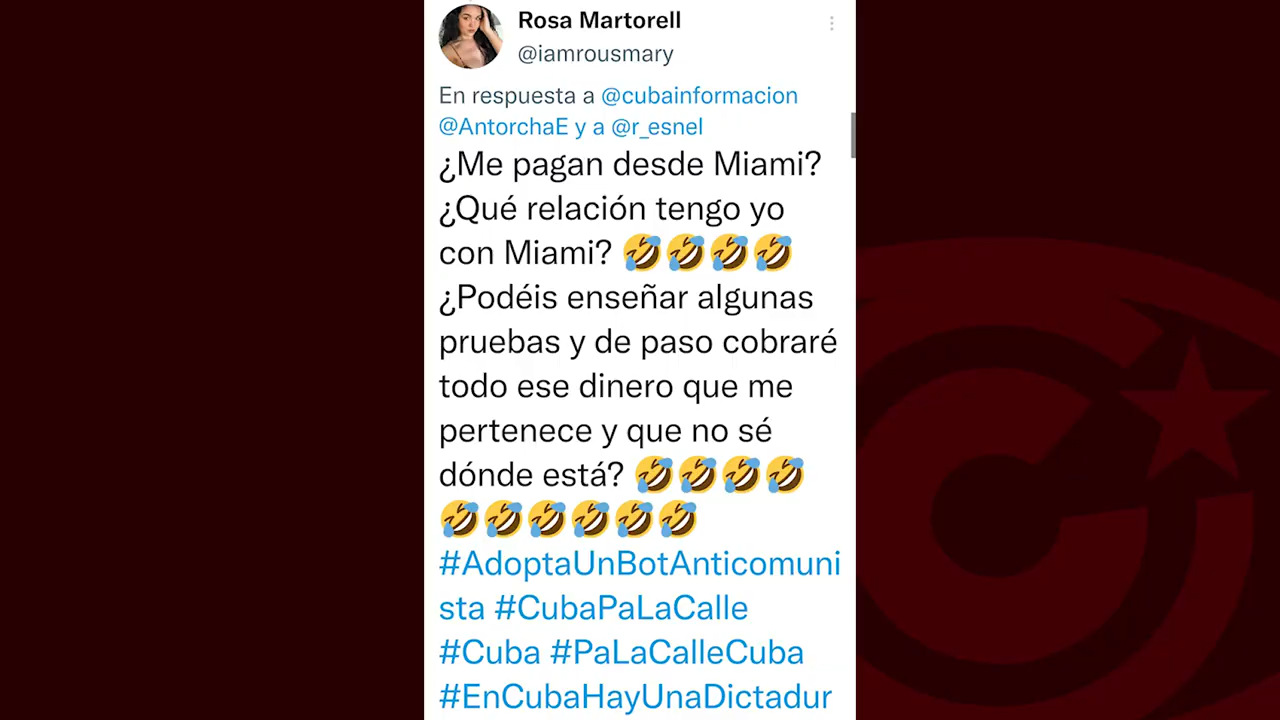 Rosa Martorell
@iamrousmary
En respuesta a @cubainformacion
@AntorchaE y a @r_esnel
¿Me pagan desde Miami?
¿Qué relación tengo yo
con Miami? 🤣🤣🤣🤣
¿Podéis enseñar algunas
pruebas y de paso cobraré
todo ese dinero que me
pertenece y que no sé
dónde está? 🤣🤣🤣🤣
🤣🤣🤣🤣🤣🤣
#AdoptaUnBotAnticomuni
sta #CubaPaLaCalle
#Cuba #PaLaCalleCuba
#EnCubaHayUnaDictadur